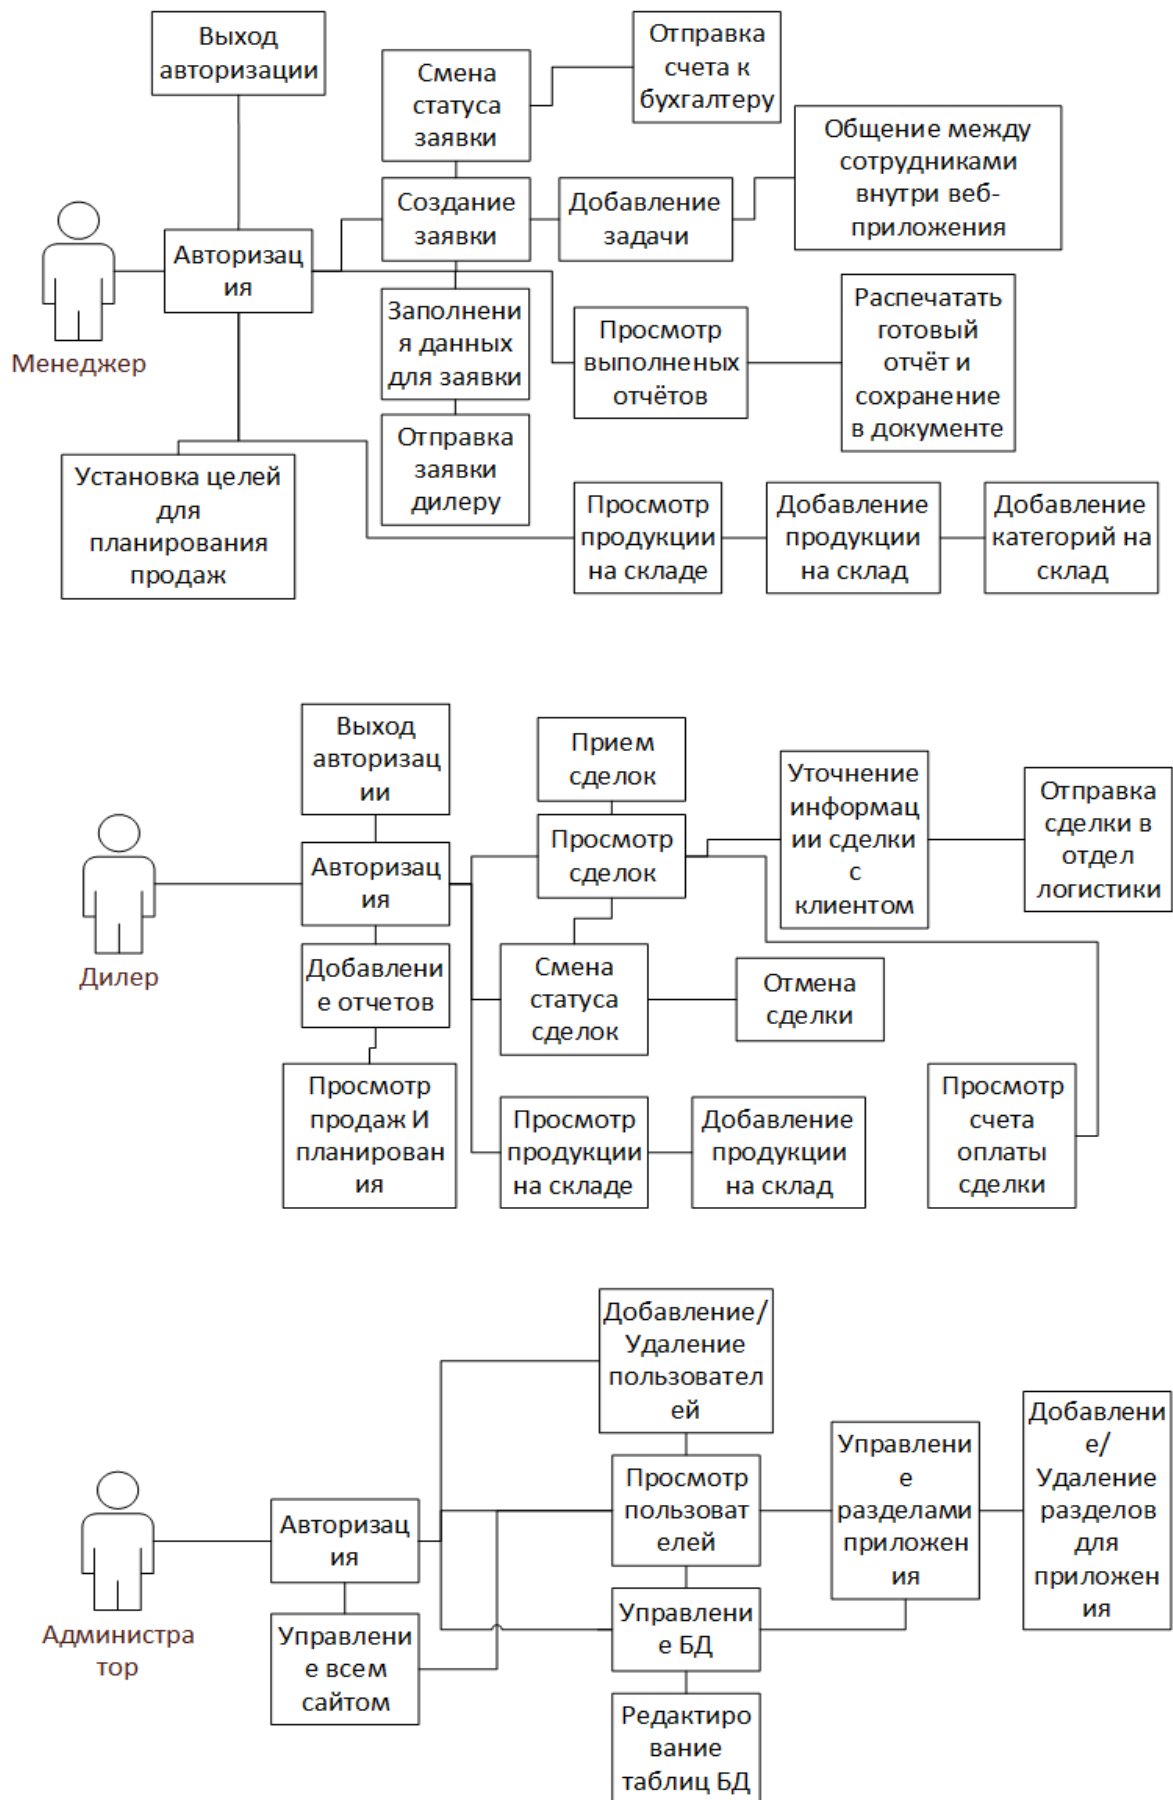 Выход
авторизации
Смена
статуса
заявки
Отправка
счета к
бухгалтеру
Общение между
сотрудниками
внутри веб-
приложения
Создание
заявки
Добавление
задачи
Авторизац
ия
Менеджер
Заполнени
я данных
для заявки
Просмотр
выполненых
отчётов
Распечатать
готовый
отчёт и
сохранение
в документе
Отправка
заявки
дилеру
Установка целей
для
планирования
продаж
Просмотр
продукции
на складе
Добавление
продукции
на склад
Добавление
категорий на
склад
Выход
авторизац
ии
Прием
сделок
Уточнение
информац
ии сделки
с
клиентом
Отправка
сделки в
отдел
логистики
Просмотр
сделок
Авторизац
ия
Дилер
Добавлени
е отчетов
Смена
статуса
сделок
Отмена
сделки
Просмотр
продаж И
планирован
ия
Просмотр
продукции
на складе
Добавление
продукции
на склад
Просмотр
счета
оплаты
сделки
Добавление/
Удаление
пользовател
ей
Просмотр
пользоват
елей
Управлени
е
разделами
приложен
ия
Добавлени
е/
Удаление
разделов
для
приложен
ия
Авторизац
ия
Администра
тор
Управлени
е всем
сайтом
Управлени
е БД
Редактиро
вание
таблиц БД